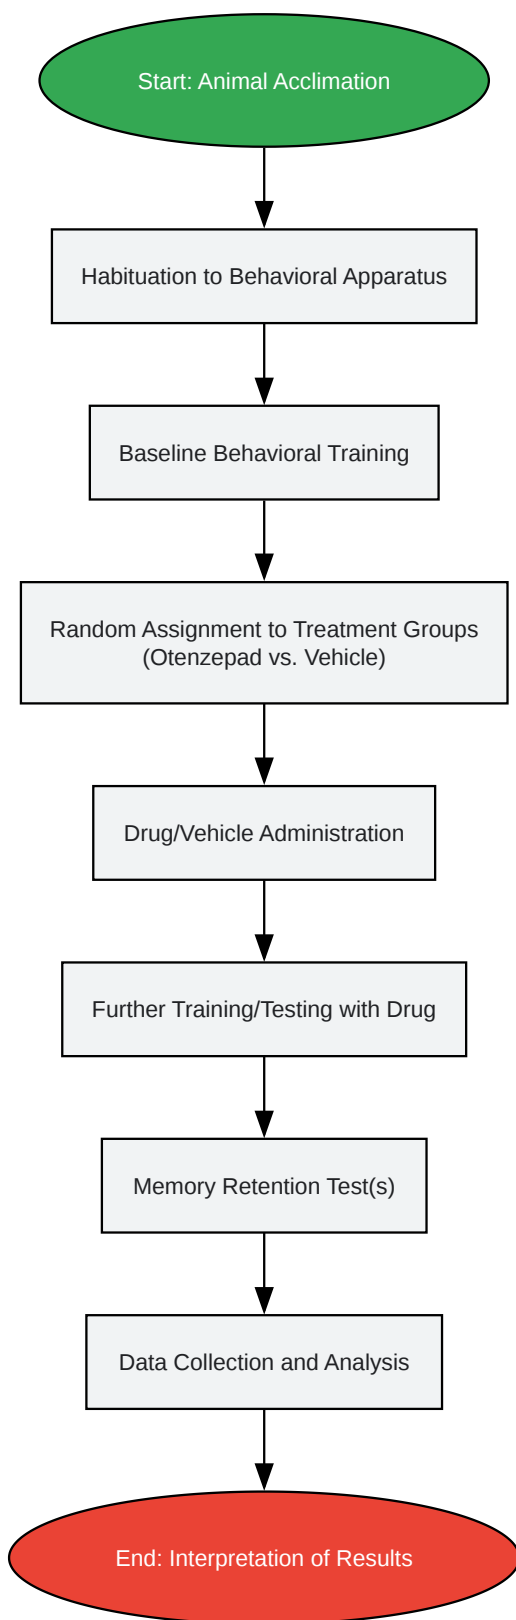 Start: Animal Acclimation
Habituation to Behavioral Apparatus
Baseline Behavioral Training
Random Assignment to Treatment Groups
(Otenzepad vs. Vehicle)
Drug/Vehicle Administration
Further Training/Testing with Drug
Memory Retention Test(s)
Data Collection and Analysis
End: Interpretation of Results